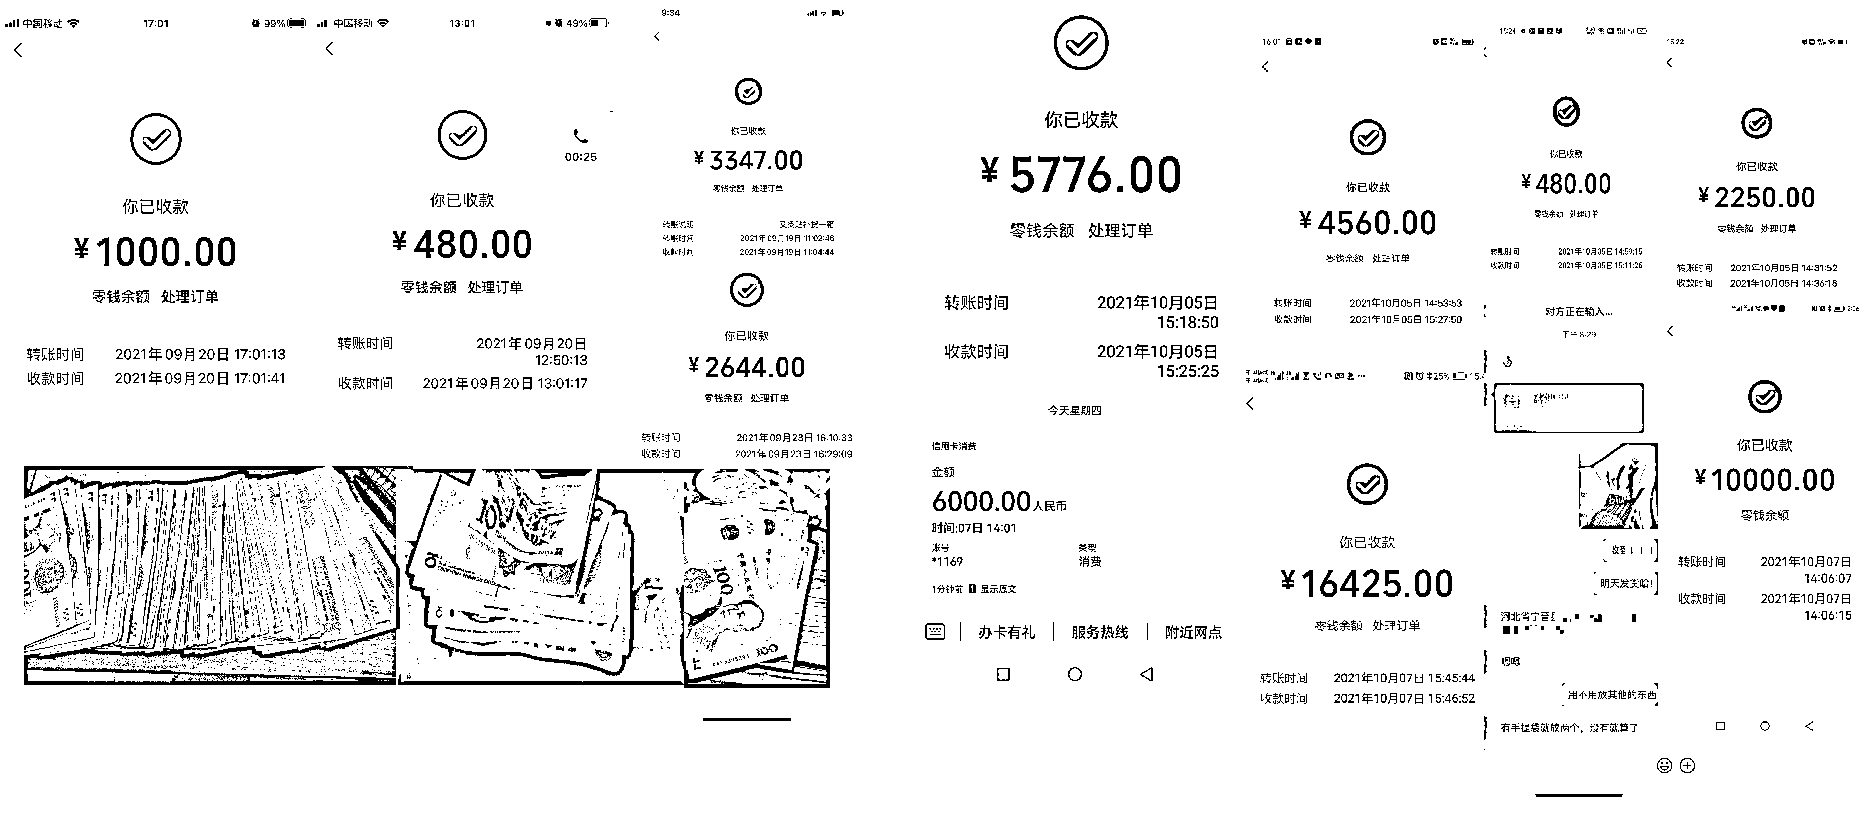 中国移动 17:01 99%
你已收款
¥1000.00
零钱余额 处理订单
转账时间 2021年09月20日 17:01:13
收款时间 2021年09月20日 17:01:41
中国移动 13:01 49%
00:25
你已收款
¥480.00
零钱余额 处理订单
转账时间 2021年09月20日
12:50:13
收款时间 2021年09月20日 13:01:17
9:34
你已收款
¥3347.00
零钱余额 处理订单
转账时间 2021年09月19日 11:02:46
收款时间 2021年09月19日 11:04:44
你已收款
¥2644.00
零钱余额 处理订单
转账时间 2021年09月23日 16:10:33
收款时间 2021年09月23日 16:29:09
100
100
100
你已收款
¥5776.00
零钱余额 处理订单
转账时间 2021年10月05日
15:18:50
收款时间 2021年10月05日
15:25:25
今天星期四
信用卡消费
金额
6000.00人民币
时间:07日 14:01
账号 类型
*1169 消费
1分钟前 显示原文
办卡有礼 服务热线 附近网点
16:01
你已收款
¥4560.00
零钱余额 处理订单
转账时间 2021年10月05日 14:53:53
收款时间 2021年10月05日 15:27:50
25%
你已收款
¥16425.00
零钱余额 处理订单
转账时间 2021年10月07日 15:45:44
收款时间 2021年10月07日 15:46:52
你已收款
¥480.00
零钱余额 处理订单
转账时间 2021年10月05日 14:59:15
收款时间 2021年10月05日 15:11:26
对方正在输入...
明天发卖哈!
河北省宁晋县
嗯嗯
用不用放其他的东西
有手提袋就放两个，没有就算了
15:22
你已收款
¥2250.00
零钱余额 处理订单
转账时间 2021年10月05日 14:31:52
收款时间 2021年10月05日 14:36:18
你已收款
¥10000.00
零钱余额
转账时间 2021年10月07日
14:06:07
收款时间 2021年10月07日
14:06:15